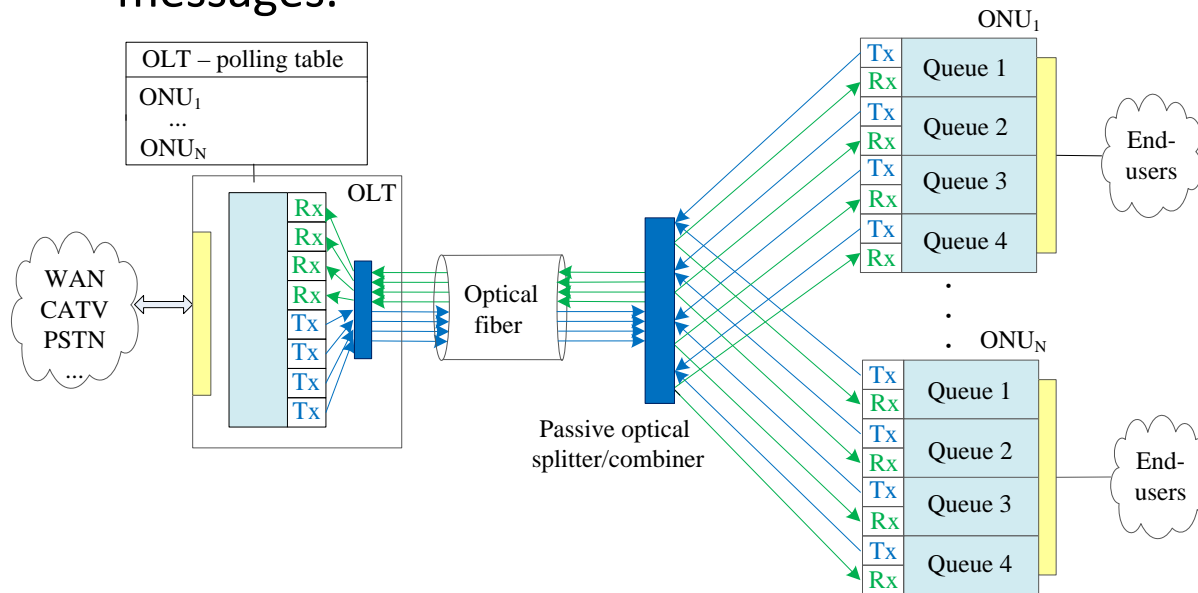 messages.
ONU1
OLT – polling table
ONU1
...
ONUN
OLT
Rx
Rx
Rx
Rx
Tx
Tx
Tx
Tx
WAN
CATV
PSTN
...
Optical
fiber
Passive optical
splitter/combiner
Tx
Rx
Queue 1
Tx
Rx
Queue 2
Tx
Rx
Queue 3
Tx
Rx
Queue 4
End-
users
.
.
.
ONUN
Tx
Rx
Queue 1
Tx
Rx
Queue 2
Tx
Rx
Queue 3
Tx
Rx
Queue 4
End-
users